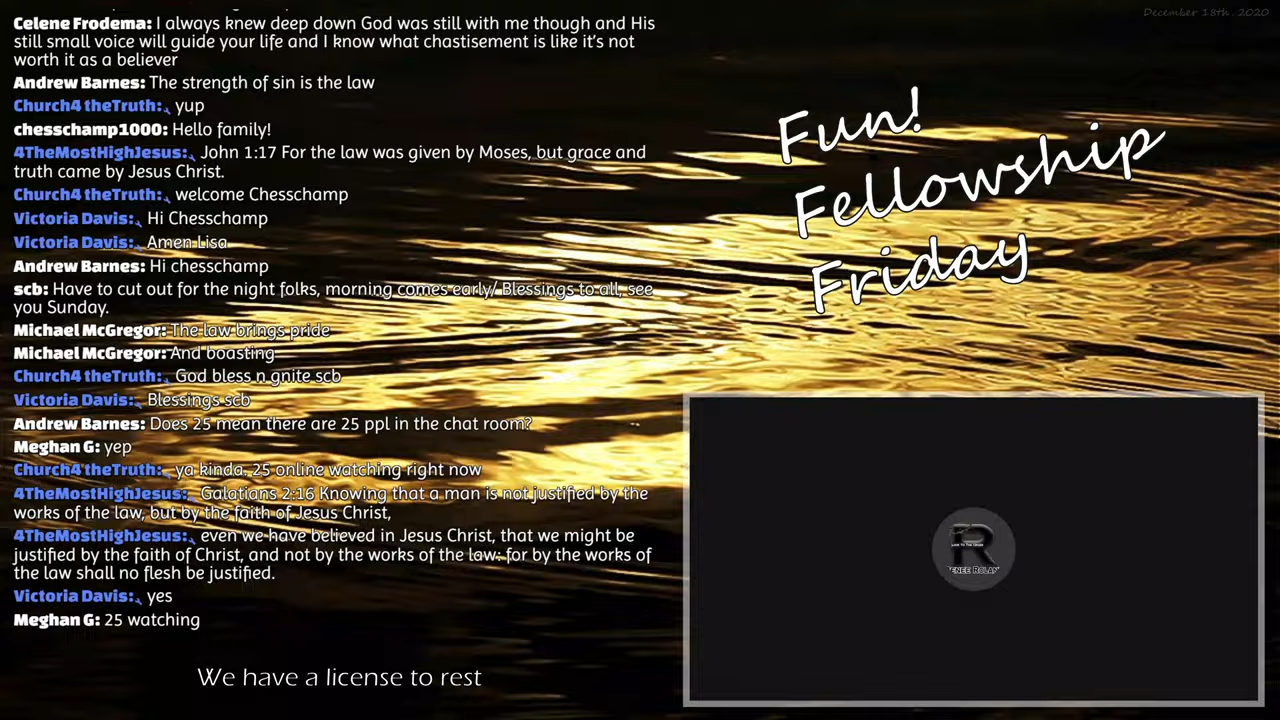 December 18th, 2020
Celene Frodema: I always knew deep down God was still with me though and His
still small voice will guide your life and I know what chastisement is like it's not
worth it as a believer
Andrew Barnes: The strength of sin is the law
Church4 theTruth: yup
chesschamp1000: Hello family!
4TheMostHighJesus: John 1:17 For the law was given by Moses, but grace and
truth came by Jesus Christ.
Church4 theTruth: welcome Chesschamp
Victoria Davis: Hi Chesschamp
Victoria Davis: Amen Lisa
Andrew Barnes: Hi chesschamp
scb: Have to cut out for the night folks, morning comes early/ Blessings to all, see
you Sunday.
Michael McGregor: The law brings pride
Michael McGregor: And boasting
Church4 theTruth: God bless n gnite scb
Victoria Davis: Blessings scb
Andrew Barnes: Does 25 mean there are 25 ppl in the chat room?
Meghan G: yep
Church4 theTruth: ya kinda, 25 online watching right now
4TheMostHighJesus: Galatians 2:16 Knowing that a man is not justified by the
works of the law, but by the faith of Jesus Christ,
4TheMostHighJesus: even we have believed in Jesus Christ, that we might be
justified by the faith of Christ, and not by the works of the law: for by the works of
the law shall no flesh be justified.
Victoria Davis: yes
Meghan G: 25 watching
We have a license to rest
Fun!
Fellowship
Friday
R